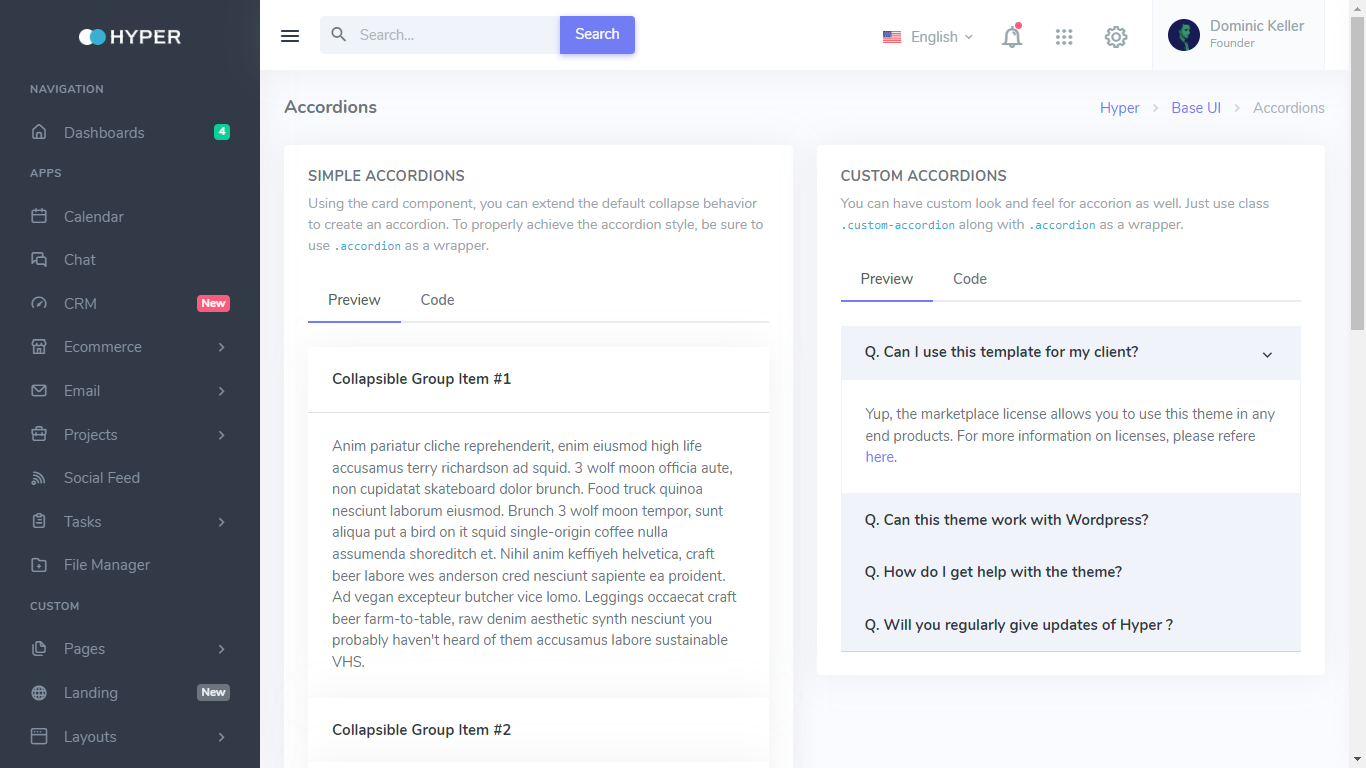 HYPER
NAVIGATION
Dashboards 4
APPS
Calendar
Chat
CRM New
Ecommerce
Email
Projects
Social Feed
Tasks
File Manager
CUSTOM
Pages
Landing New
Layouts
Search... Search
English
Dominic Keller
Founder
Accordions
Hyper Base UI Accordions
SIMPLE ACCORDIONS
Using the card component, you can extend the default collapse behavior
to create an accordion. To properly achieve the accordion style, be sure to
use .accordion as a wrapper.
Preview Code
Collapsible Group Item #1
Anim pariatur cliche reprehenderit, enim eiusmod high life
accusamus terry richardson ad squid. 3 wolf moon officia aute,
non cupidatat skateboard dolor brunch. Food truck quinoa
nesciunt laborum eiusmod. Brunch 3 wolf moon tempor, sunt
aliqua put a bird on it squid single-origin coffee nulla
assumenda shoreditch et. Nihil anim keffiyeh helvetica, craft
beer labore wes anderson cred nesciunt sapiente ea proident.
Ad vegan excepteur butcher vice lomo. Leggings occaecat craft
beer farm-to-table, raw denim aesthetic synth nesciunt you
probably haven't heard of them accusamus labore sustainable
VHS.
Collapsible Group Item #2
CUSTOM ACCORDIONS
You can have custom look and feel for accorion as well. Just use class
.custom-accordion along with .accordion as a wrapper.
Preview Code
Q. Can I use this template for my client?
Yup, the marketplace license allows you to use this theme in any
end products. For more information on licenses, please refere
here.
Q. Can this theme work with Wordpress?
Q. How do I get help with the theme?
Q. Will you regularly give updates of Hyper ?